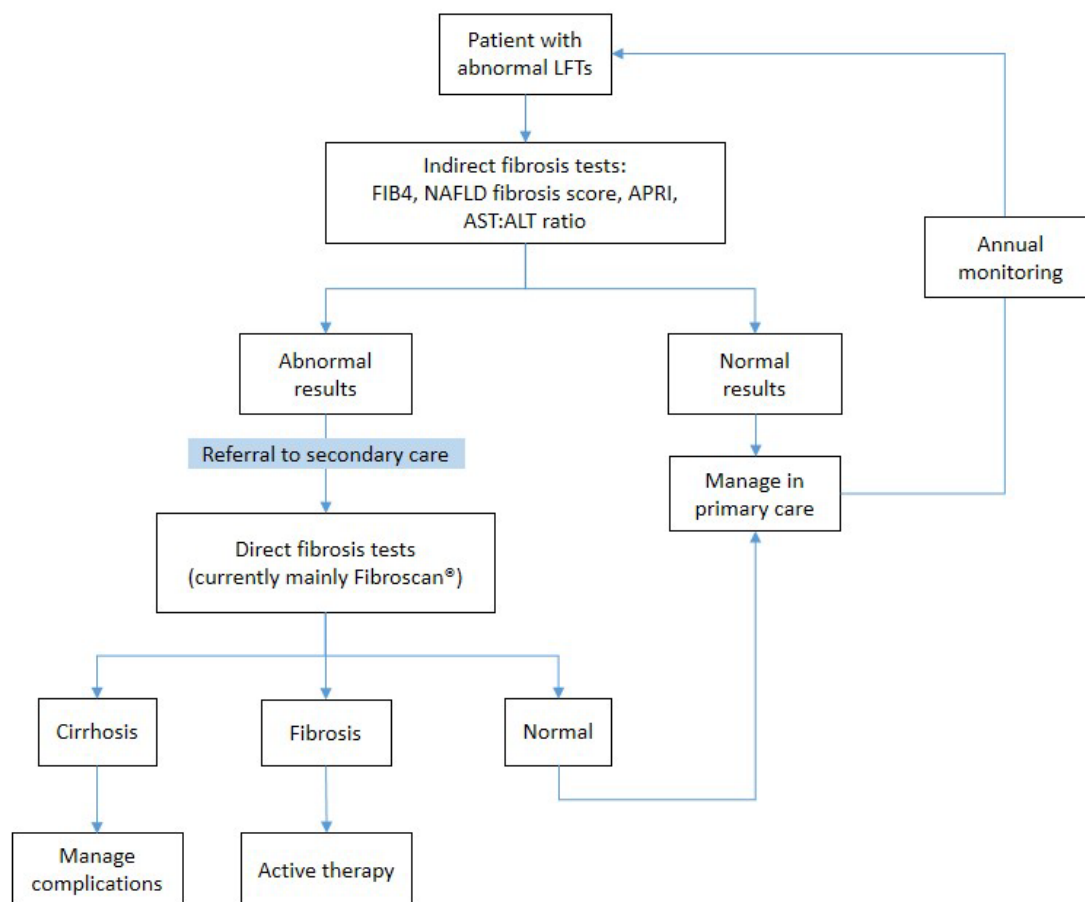 Patient with
abnormal LFTs
Indirect fibrosis tests:
FIB4, NAFLD fibrosis score, APRI,
AST:ALT ratio
Annual
monitoring
Abnormal
results
Normal
results
Referral to secondary care
Manage in
primary care
Direct fibrosis tests
(currently mainly Fibroscan®)
Cirrhosis
Fibrosis
Normal
Manage
complications
Active therapy